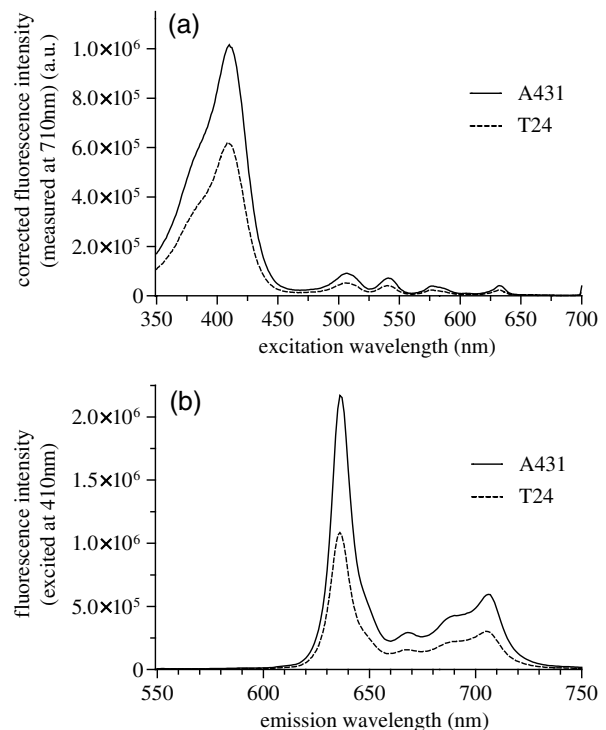 (a)
corrected fluorescence intensity
(measured at 710nm) (a.u.)
1.0×10⁶
8.0×10⁵
6.0×10⁵
4.0×10⁵
2.0×10⁵
0
A431
T24
350 400 450 500 550 600 650 700
excitation wavelength (nm)
(b)
fluorescence intensity
(excited at 410nm)
2.0×10⁶
1.5×10⁶
1.0×10⁶
5.0×10⁵
0
A431
T24
550 600 650 700 750
emission wavelength (nm)